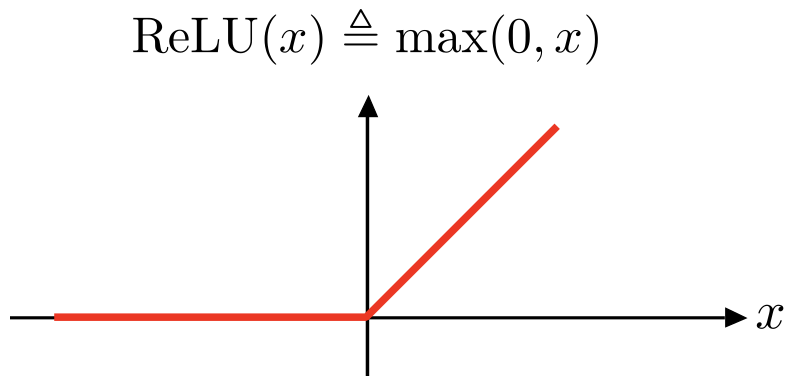 ReLU(x) ≜ max(0, x)
x